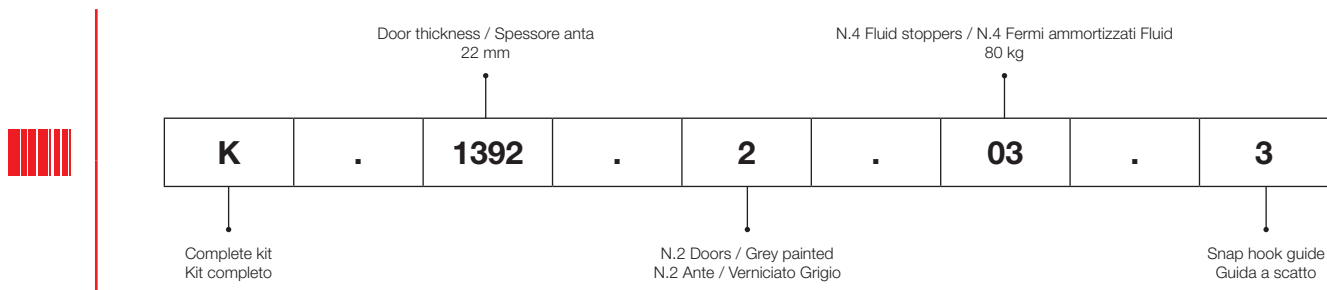 Door thickness / Spessore anta
22 mm
N.4 Fluid stoppers / N.4 Fermi ammortizzati Fluid
80 kg
K . 1392 . 2 . 03 . 3
Complete kit
Kit completo
N.2 Doors / Grey painted
N.2 Ante / Verniciato Grigio
Snap hook guide
Guida a scatto